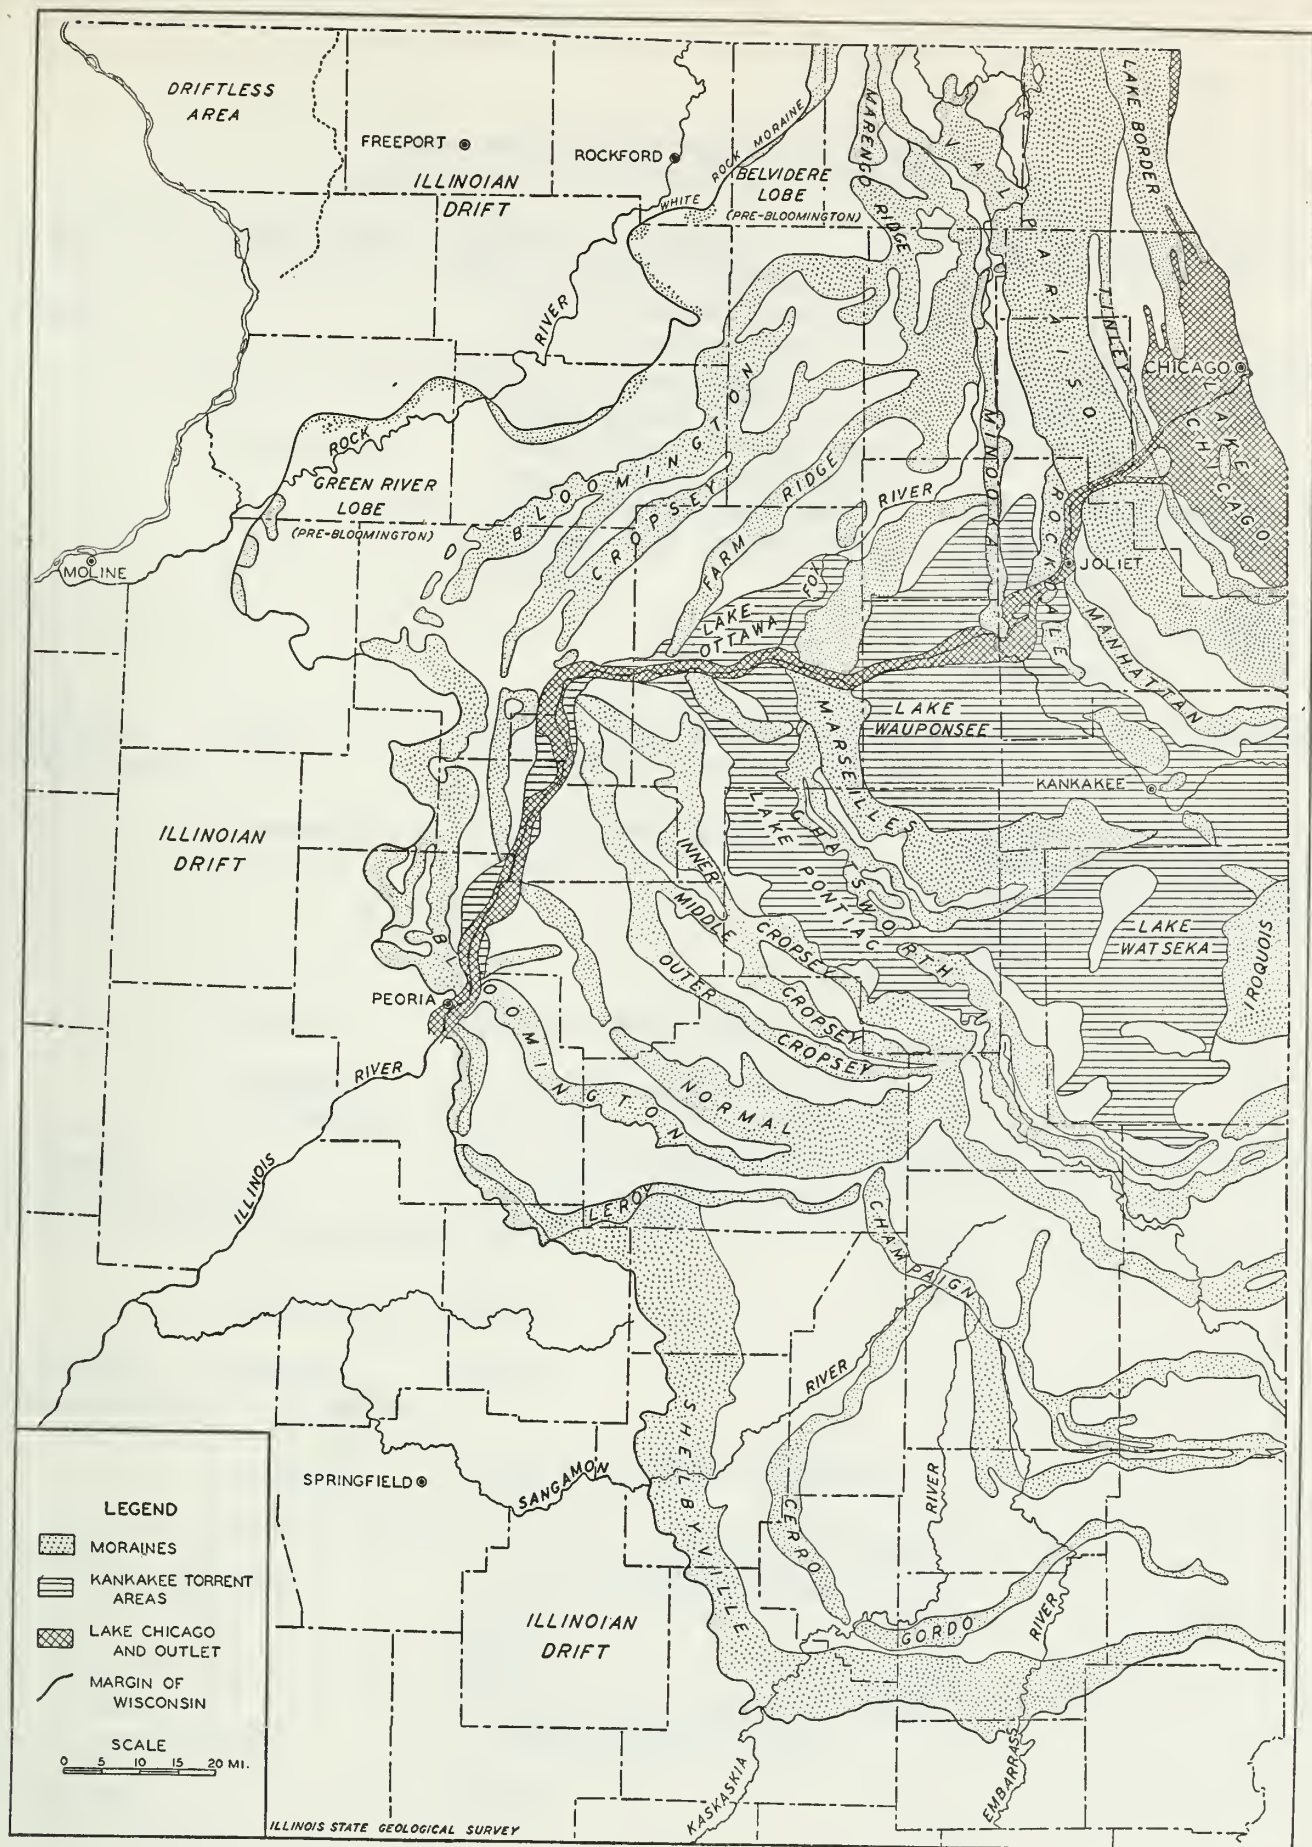 DRIFTLESS
AREA
FREEPORT
ROCKFORD
ILLINOIAN
DRIFT
WHITE ROCK MORAINE
BELVIDERE
LOBE
(PRE-BLOOMINGTON)
MARENGO RIDGE
VALPARAISO
LAKE BORDER
TINLEY
CHICAGO
LAKE
CHICAGO
ROCK
RIVER
GREEN RIVER
LOBE
(PRE-BLOOMINGTON)
MOLINE
BLOOMINGTON
CROPSEY
FARM RIDGE
FOX
RIVER
MINOOKA
ROCKDALE
JOLIET
MANHATTAN
LAKE
OTTAWA
LAKE
WAUPONSEE
KANKAKEE
MARSEILLES
CHATSWORTH
LAKE PONTIAC
LAKE
WATSEKA
IROQUOIS
ILLINOIAN
DRIFT
INNER
CROPSEY
MIDDLE
CROPSEY
OUTER
CROPSEY
PEORIA
BLOOMINGTON
NORMAL
ILLINOIS
RIVER
LEROY
CHAMPAIGN
SHELBYVILLE
RIVER
SPRINGFIELD
SANGAMON
CERRO
GORDO
RIVER
RIVER
ILLINOIAN
DRIFT
KASKASKIA
EMBARRASS
LEGEND
MORAINES
KANKAKEE TORRENT
AREAS
LAKE CHICAGO
AND OUTLET
MARGIN OF
WISCONSIN
SCALE
0 5 10 15 20 MI.
ILLINOIS STATE GEOLOGICAL SURVEY